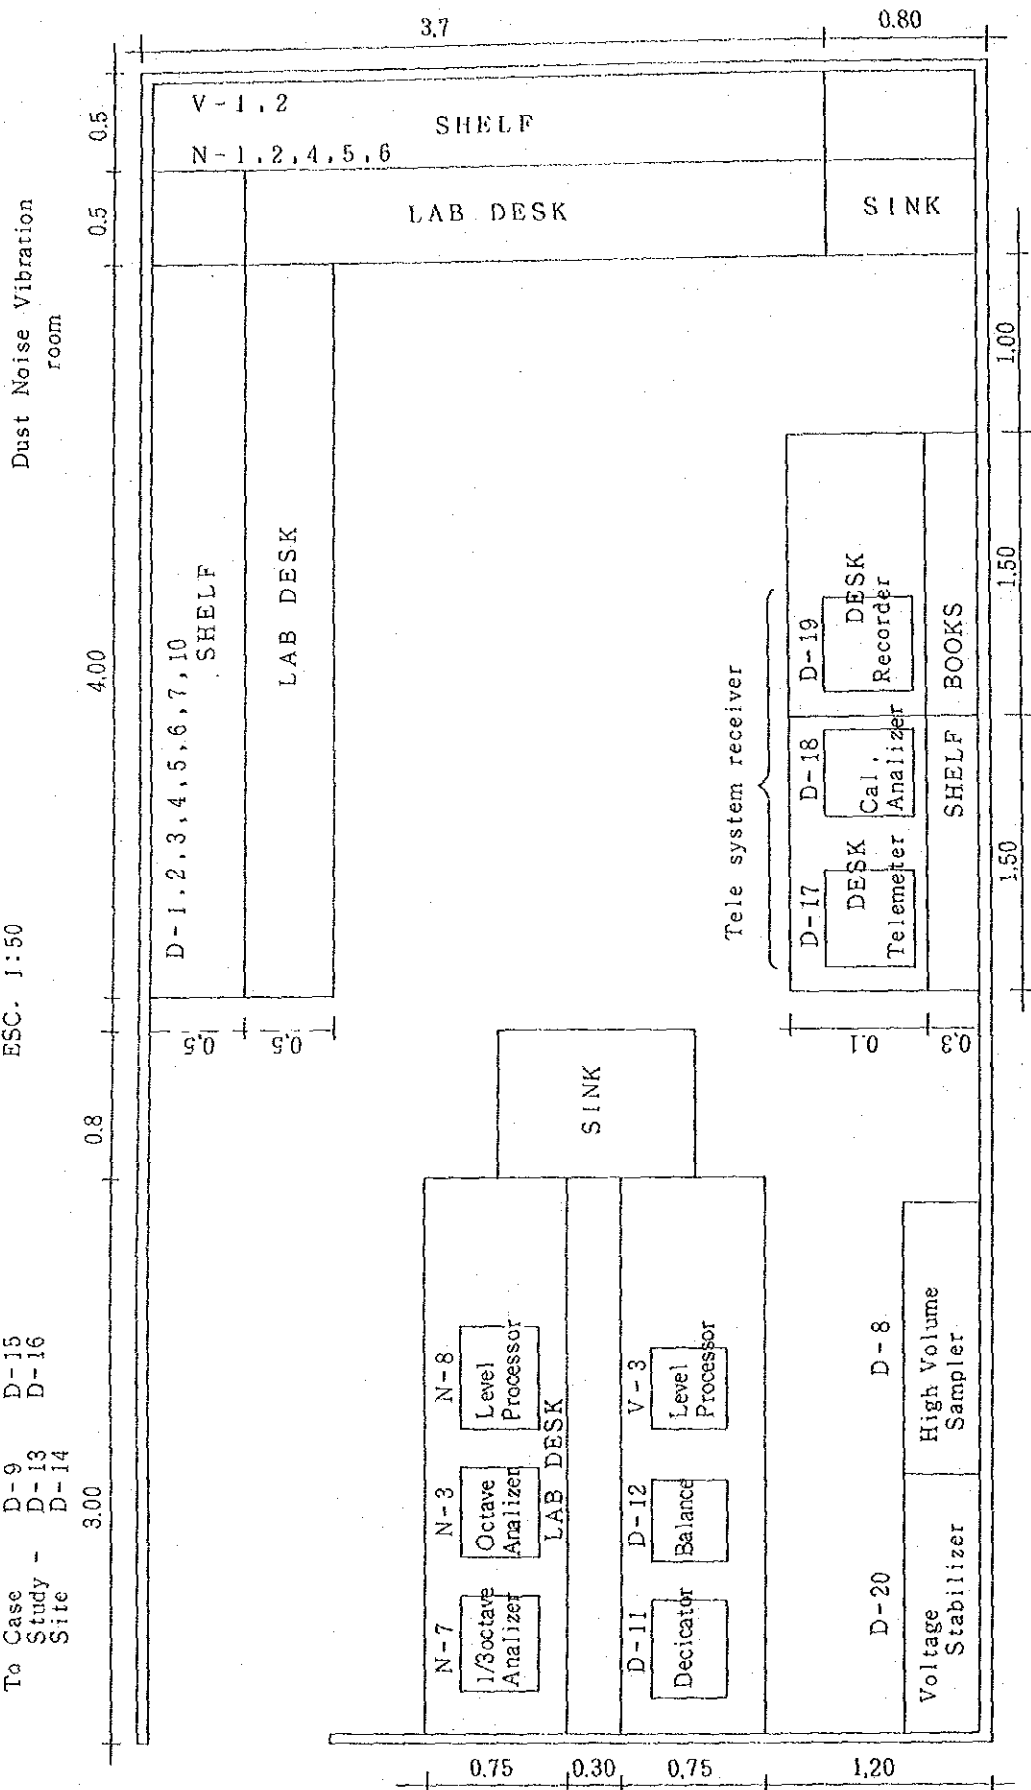 Dust Noise Vibration
room
ESC. 1:50
To Case D-9 D-15
Study - D-13 D-16
Site D-14
3.7
0.80
0.5
0.5
4.00
0.8
3.00
V-1,2
N-1,2,4,5,6
SHELF
LAB DESK
SINK
D-1,2,3,4,5,6,7,10
SHELF
LAB DESK
0.5
0.5
1.00
1.50
1.50
Tele system receiver
D-19
DESK
Recorder
BOOKS
D-18
Cal.
Analizer
SHELF
D-17
DESK
Telemeter
0.1
0.3
SINK
N-8
Level
Processor
N-3
Octave
Analizer
N-7
1/3octave
Analizer
LAB DESK
V-3
Level
Processor
D-12
Balance
D-11
Decicator
D-8
High Volume
Sampler
D-20
Voltage
Stabilizer
0.75
0.30
0.75
1.20